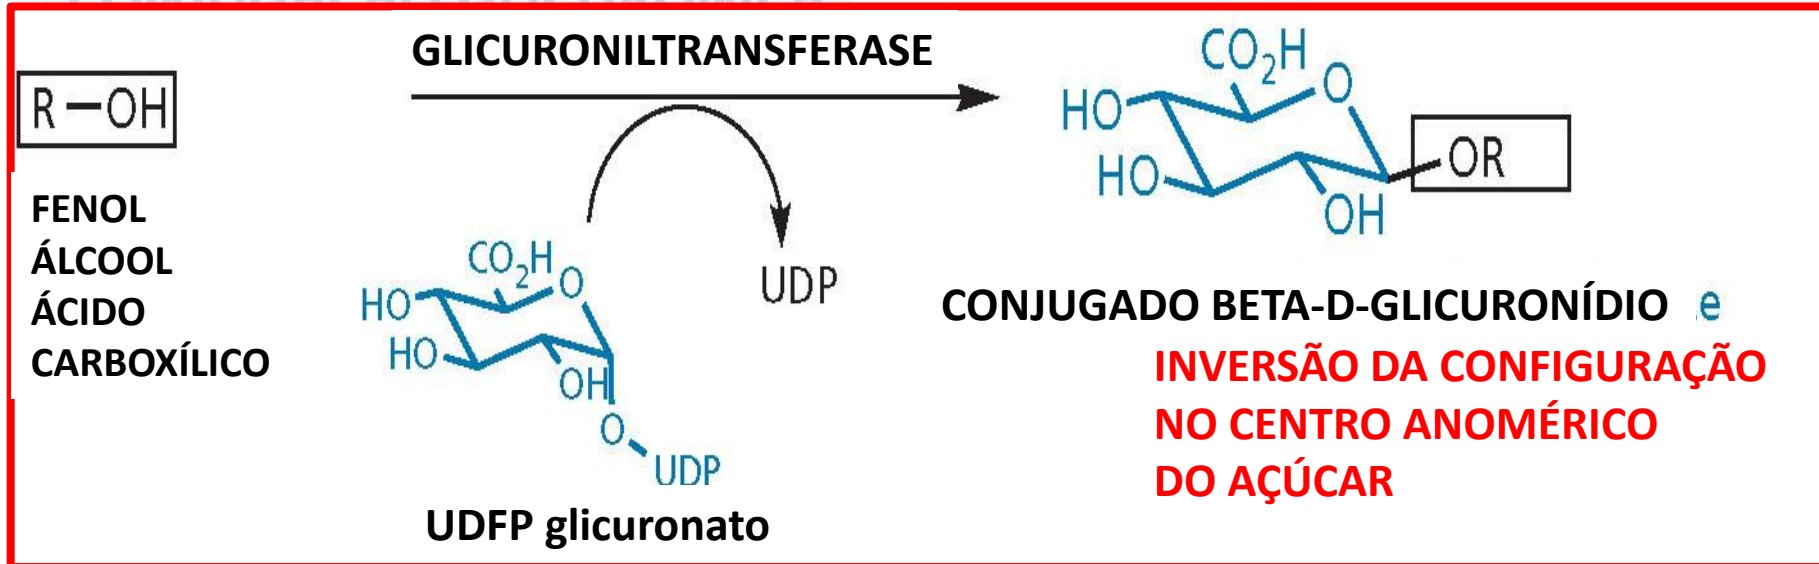 GLICURONILTRANSFERASE
R—OH
FENOL
ÁLCOOL
ÁCIDO
CARBOXÍLICO
CO2H
O
HO
HO
OH
O
UDP
UDFP glicuronato
UDP
CO2H
O
HO
HO
OH
OR
CONJUGADO BETA-D-GLICURONÍDIO e
INVERSÃO DA CONFIGURAÇÃO
NO CENTRO ANOMÉRICO
DO AÇÚCAR